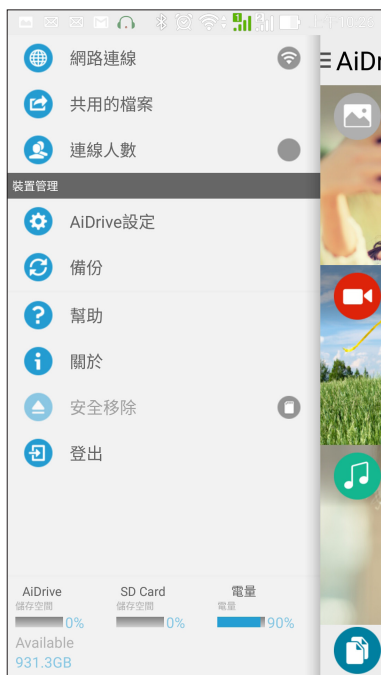 網路連線
AiDr
共用的檔案
連線人數
裝置管理
AiDrive設定
備份
幫助
關於
安全移除
登出
AiDrive SD Card 電量
儲存空間 儲存空間 電量
0% 0% 90%
Available
931.3GB